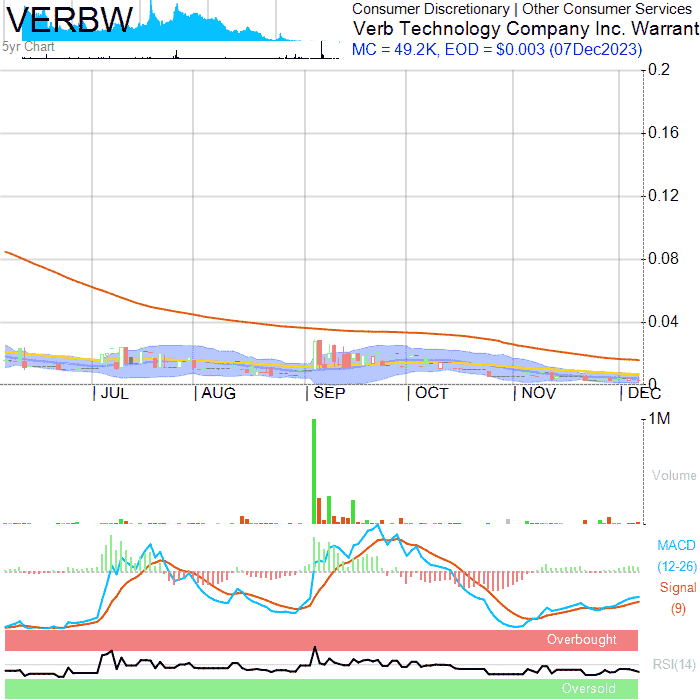 VERBW
Consumer Discretionary | Other Consumer Services
Verb Technology Company Inc. Warrant
MC = 49.2K, EOD = $0.003 (07Dec2023)
5yr Chart
0.2
0.16
0.12
0.08
0.04
0
JUL AUG SEP OCT NOV DEC
1M
Volume
MACD
(12-26)
Signal
(9)
Overbought
RSI(14)
Oversold